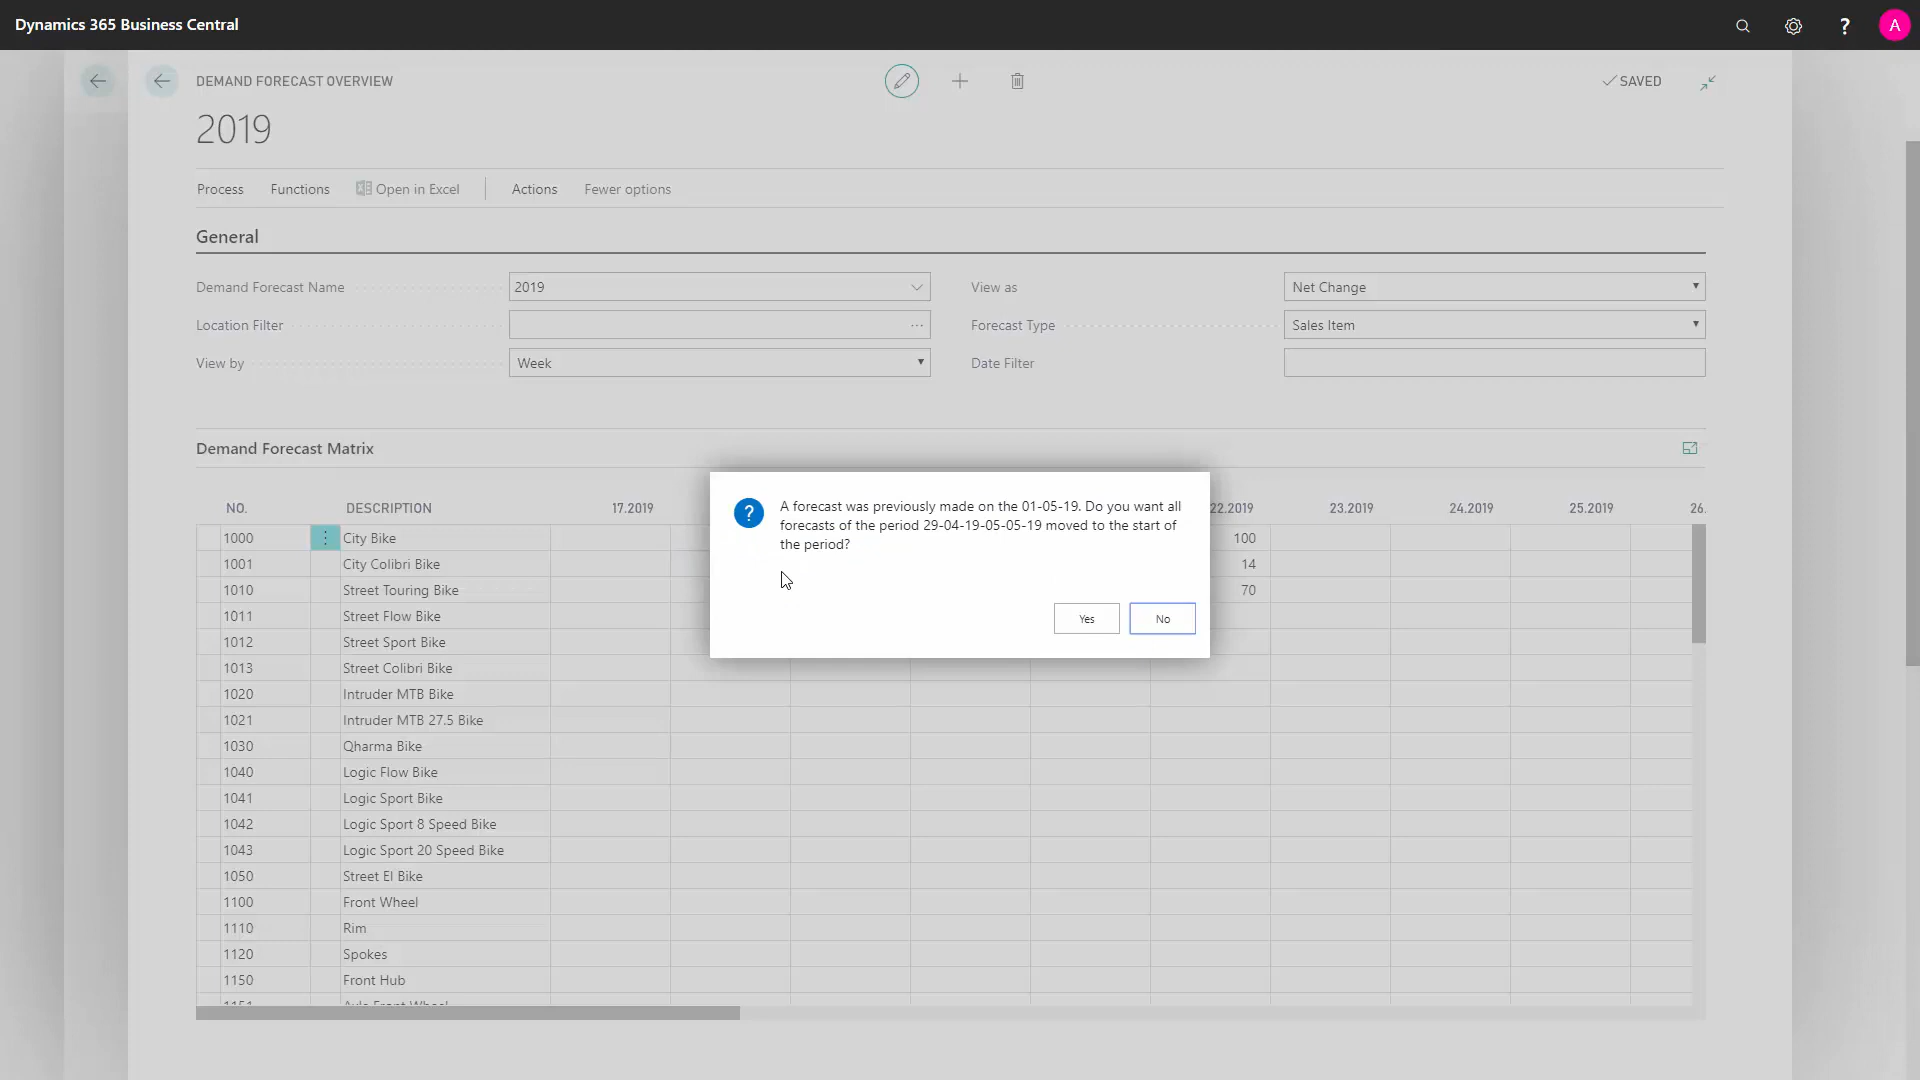 Dynamics 365 Business Central
?
A
DEMAND FORECAST OVERVIEW
SAVED
2019
Process Functions Open in Excel Actions Fewer options
General
Demand Forecast Name 2019
View as Net Change
Location Filter
Forecast Type Sales Item
View by Week
Date Filter
Demand Forecast Matrix
NO. DESCRIPTION 17.2019 22.2019 23.2019 24.2019 25.2019 26.
?
A forecast was previously made on the 01-05-19. Do you want all
forecasts of the period 29-04-19-05-05-19 moved to the start of
the period?
Yes No
1000 City Bike 100
1001 City Colibri Bike 14
1010 Street Touring Bike 70
1011 Street Flow Bike
1012 Street Sport Bike
1013 Street Colibri Bike
1020 Intruder MTB Bike
1021 Intruder MTB 27.5 Bike
1030 Qharma Bike
1040 Logic Flow Bike
1041 Logic Sport Bike
1042 Logic Sport 8 Speed Bike
1043 Logic Sport 20 Speed Bike
1050 Street El Bike
1100 Front Wheel
1110 Rim
1120 Spokes
1150 Front Hub